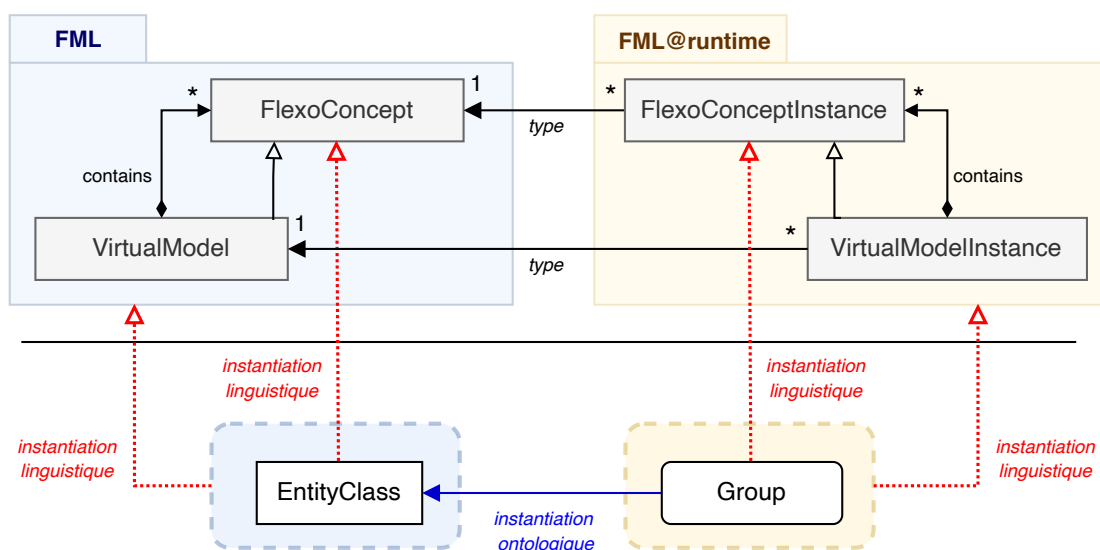 FML
FML@runtime
* FlexoConcept 1
* FlexoConceptInstance *
type
contains
contains
VirtualModel 1
* VirtualModelInstance
type
instantiation
linguistique
instantiation
linguistique
instantiation
linguistique
instantiation
linguistique
EntityClass
Group
instantiation
ontologique